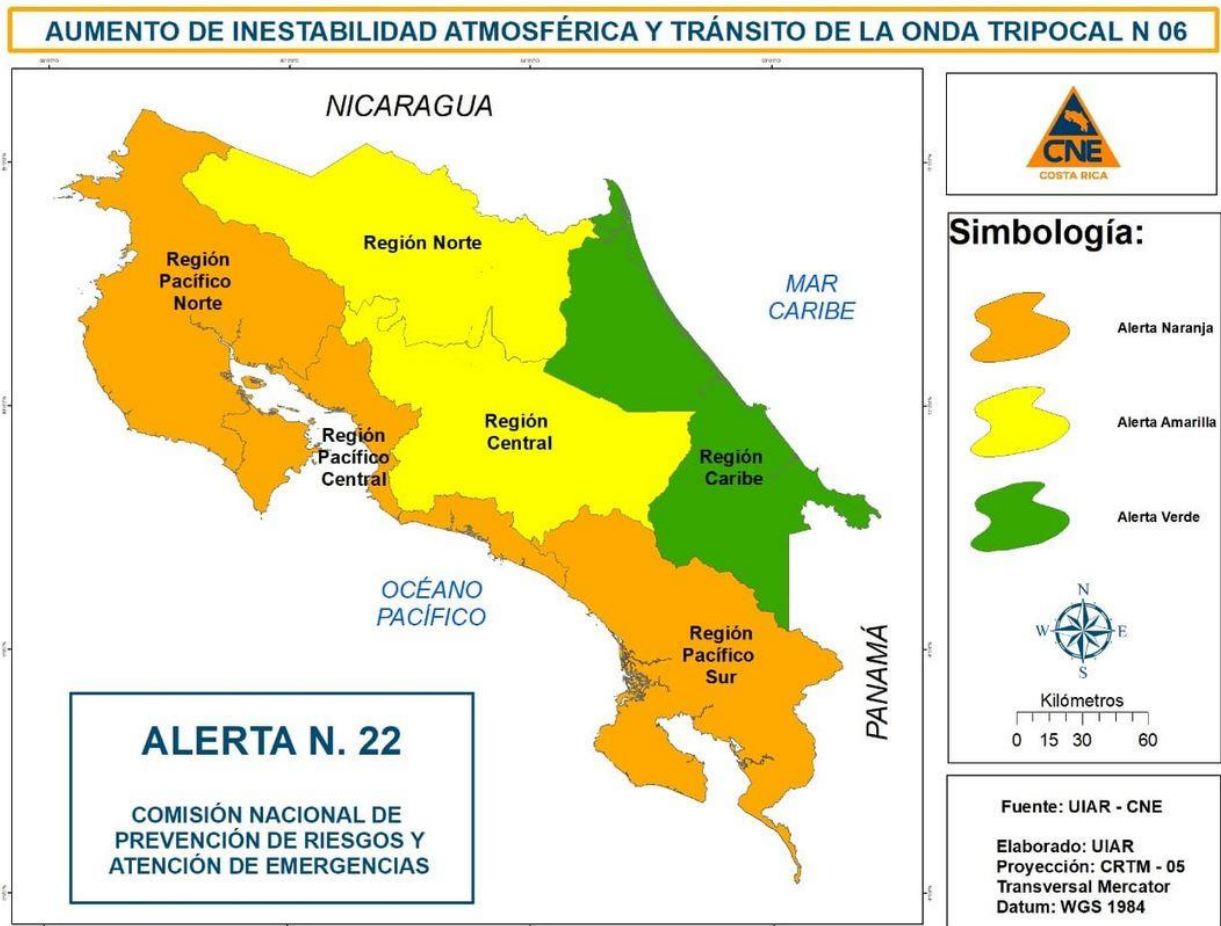 AUMENTO DE INESTABILIDAD ATMOSFÉRICA Y TRÁNSITO DE LA ONDA TRIPOCAL N 06
NICARAGUA
Región Norte
Región
Pacífico
Norte
MAR
CARIBE
Región
Central
Región
Pacífico
Central
Región
Caribe
OCÉANO
PACÍFICO
Región
Pacífico
Sur
PANAMÁ
ALERTA N. 22
COMISIÓN NACIONAL DE
PREVENCIÓN DE RIESGOS Y
ATENCIÓN DE EMERGENCIAS
CNE
COSTA RICA
Simbología:
Alerta Naranja
Alerta Amarilla
Alerta Verde
N
W
E
S
Kilómetros
0 15 30 60
Fuente: UIAR - CNE
Elaborado: UIAR
Proyección: CRTM - 05
Transversal Mercator
Datum: WGS 1984